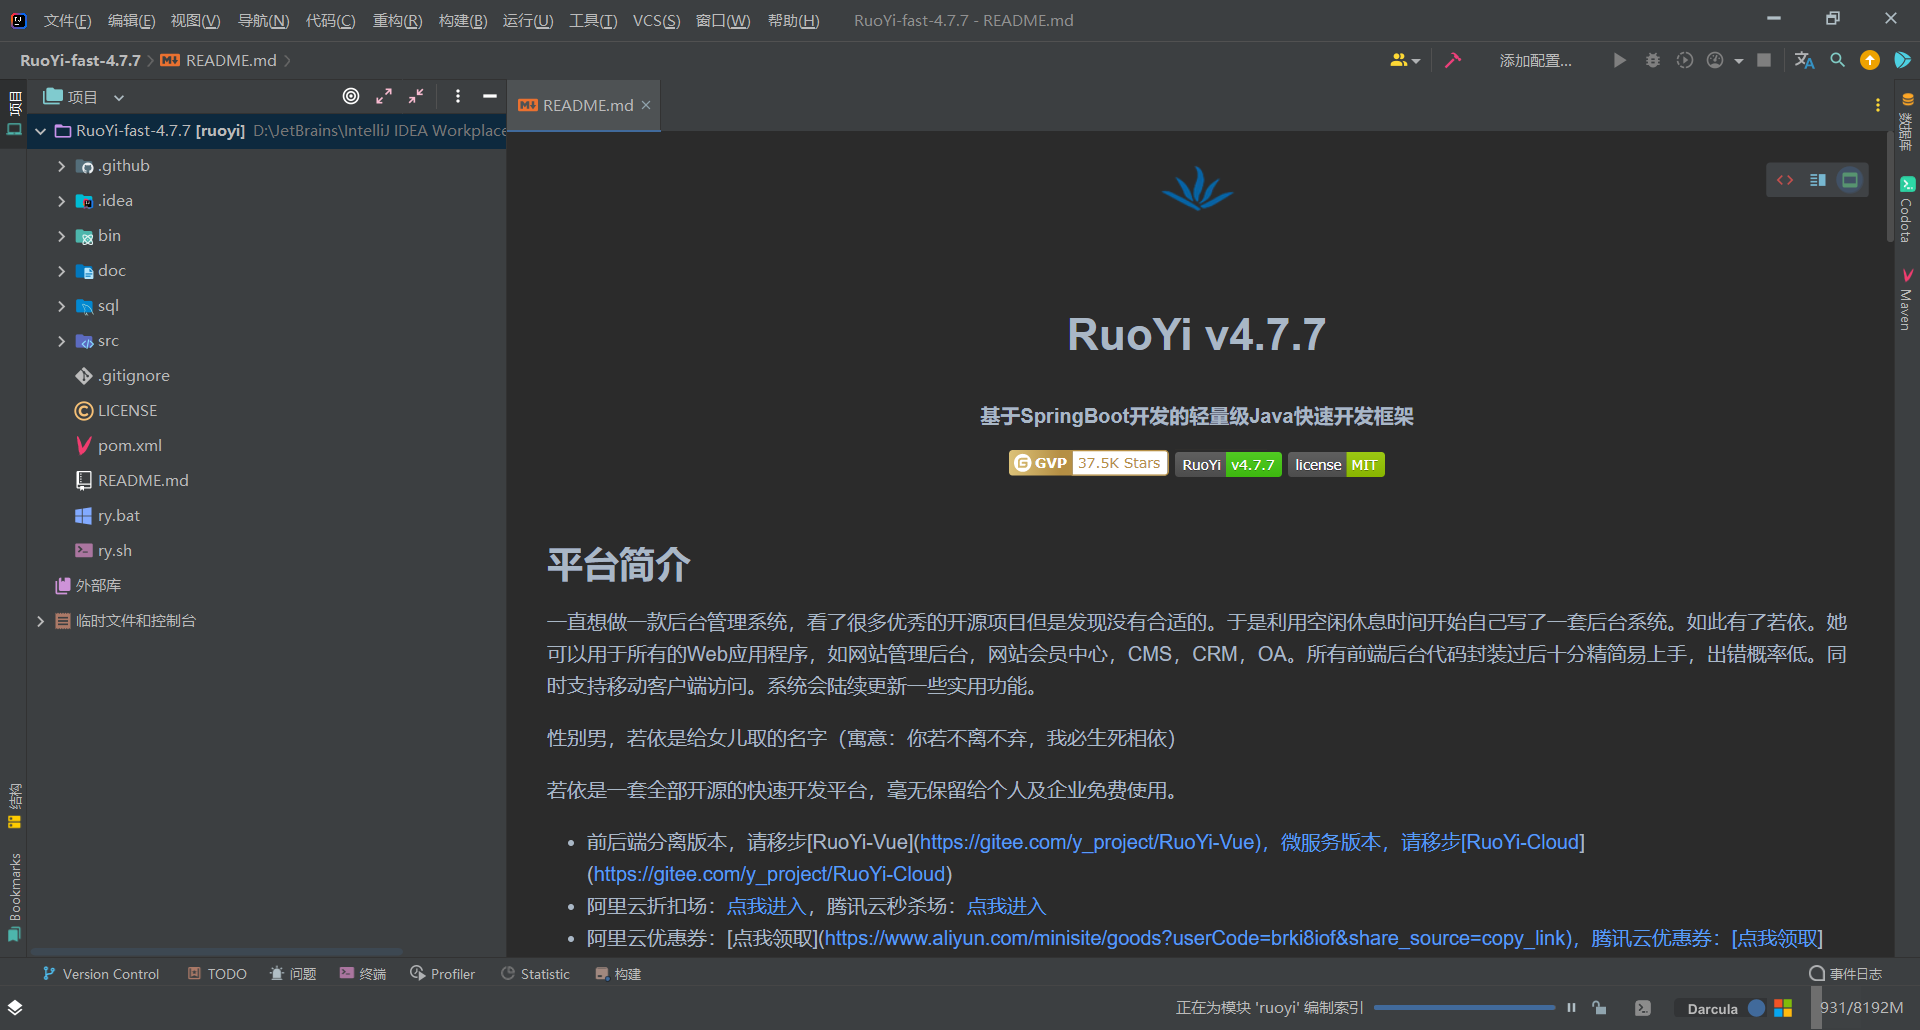 文件(F) 编辑(E) 视图(V) 导航(N) 代码(C) 重构(R) 构建(B) 运行(U) 工具(T) VCS(S) 窗口(W) 帮助(H) RuoYi-fast-4.7.7 - README.md
RuoYi-fast-4.7.7 README.md 添加配置...
项目
项目
README.md
RuoYi-fast-4.7.7 [ruoyi] D:\JetBrains\IntelliJ IDEA Workplace
.github
.idea
bin
doc
sql
src
.gitignore
LICENSE
pom.xml
README.md
ry.bat
ry.sh
外部库
临时文件和控制台
结构
Bookmarks
数据库
Codota
Maven
RuoYi v4.7.7
基于SpringBoot开发的轻量级Java快速开发框架
GVP 37.5K Stars RuoYi v4.7.7 license MIT
平台简介
一直想做一款后台管理系统，看了很多优秀的开源项目但是发现没有合适的。于是利用空闲休息时间开始自己写了一套后台系统。如此有了若依。她
可以用于所有的Web应用程序，如网站管理后台，网站会员中心，CMS，CRM，OA。所有前端后台代码封装过后十分精简易上手，出错概率低。同
时支持移动客户端访问。系统会陆续更新一些实用功能。
性别男，若依是给女儿取的名字（寓意：你若不离不弃，我必生死相依）
若依是一套全部开源的快速开发平台，毫无保留给个人及企业免费使用。
• 前后端分离版本，请移步[RuoYi-Vue](https://gitee.com/y_project/RuoYi-Vue)，微服务版本，请移步[RuoYi-Cloud]
(https://gitee.com/y_project/RuoYi-Cloud)
• 阿里云折扣场：点我进入，腾讯云秒杀场：点我进入
• 阿里云优惠券：[点我领取](https://www.aliyun.com/minisite/goods?userCode=brki8iof&share_source=copy_link)，腾讯云优惠券：[点我领取]
Version Control TODO 问题 终端 Profiler Statistic 构建 事件日志
正在为模块 'ruoyi' 编制索引 Darcula 931/8192M